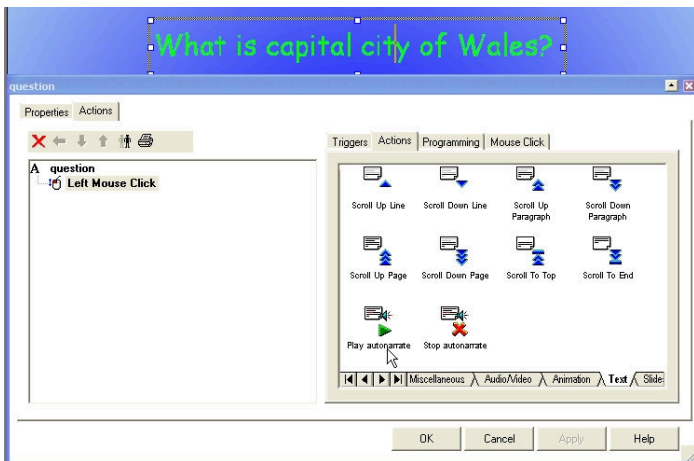 What is capital city of Wales?
question
Properties Actions
Triggers Actions Programming Mouse Click
A question
Left Mouse Click
Scroll Up Line Scroll Down Line Scroll Up Paragraph Scroll Down Paragraph
Scroll Up Page Scroll Down Page Scroll To Top Scroll To End
Play autonarrate Stop autonarrate
Miscellaneous Audio/Video Animation Text Slide
OK Cancel Apply Help